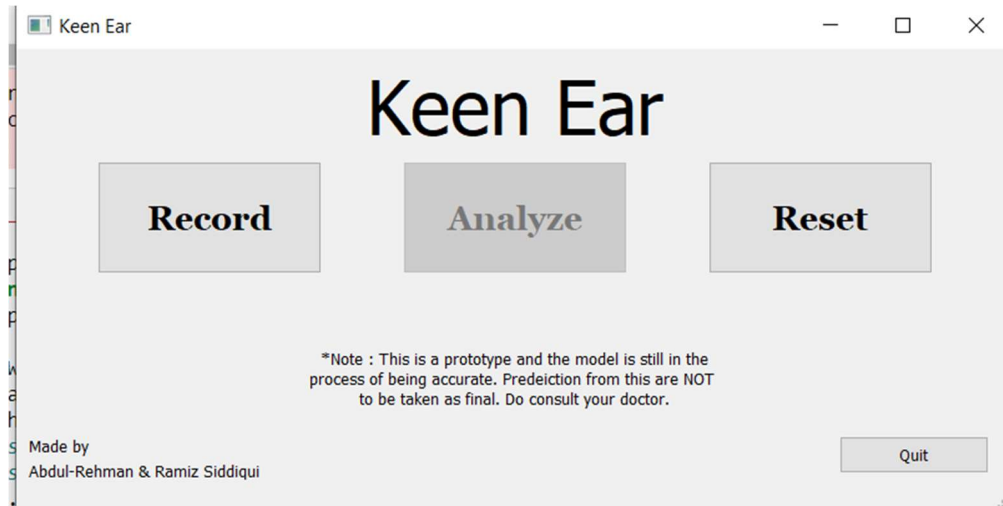 Keen Ear
Keen Ear
Record
Analyze
Reset
*Note : This is a prototype and the model is still in the
process of being accurate. Predeiction from this are NOT
to be taken as final. Do consult your doctor.
Made by
Abdul-Rehman & Ramiz Siddiqui
Quit